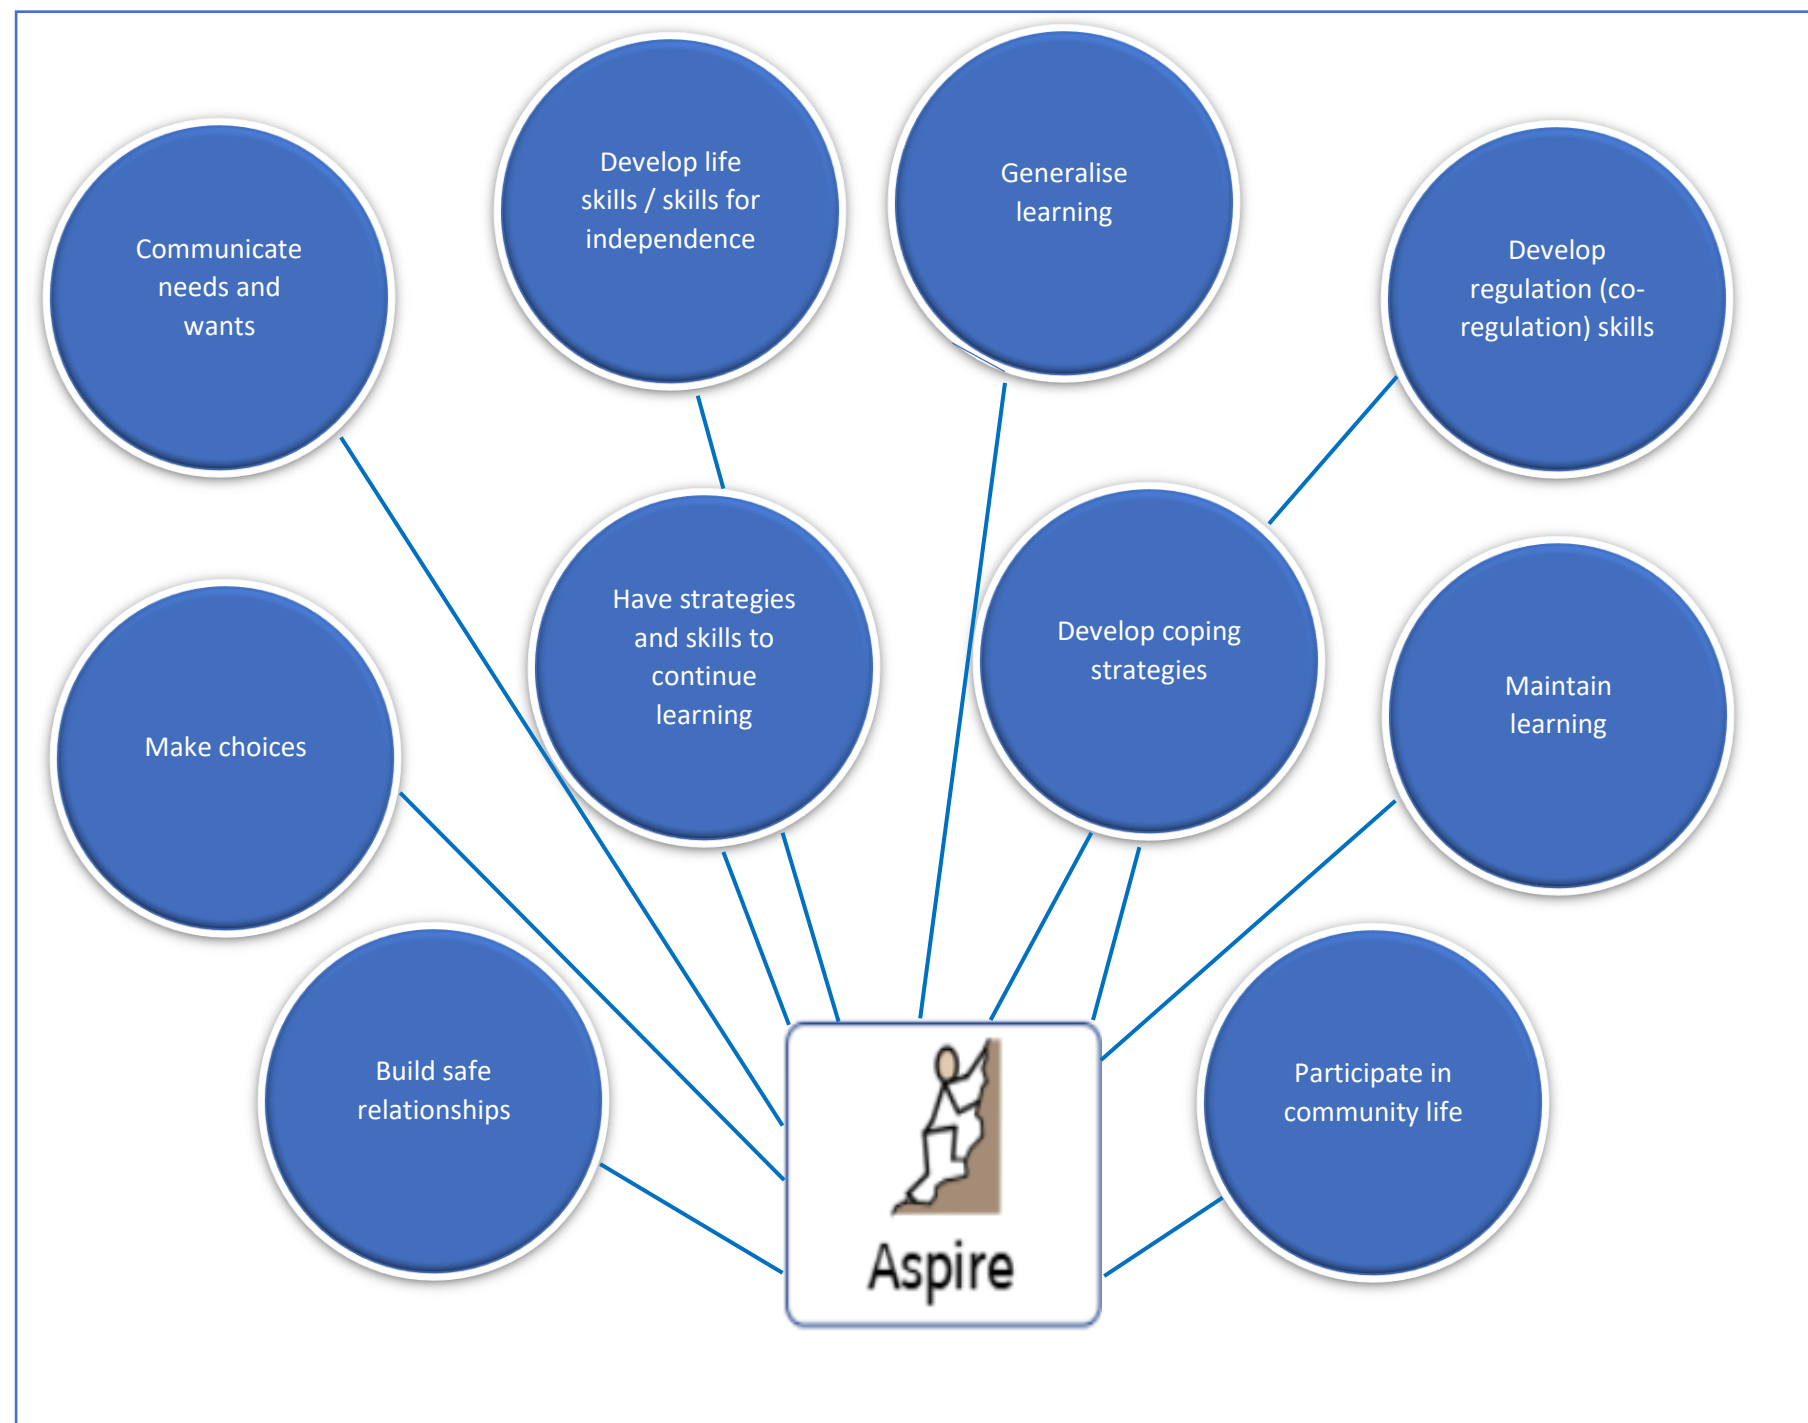 Develop life
skills / skills for
independence
Generalise
learning
Communicate
needs and
wants
Develop
regulation (co-
regulation) skills
Have strategies
and skills to
continue
learning
Develop coping
strategies
Maintain
learning
Make choices
Build safe
relationships
Participate in
community life
Aspire